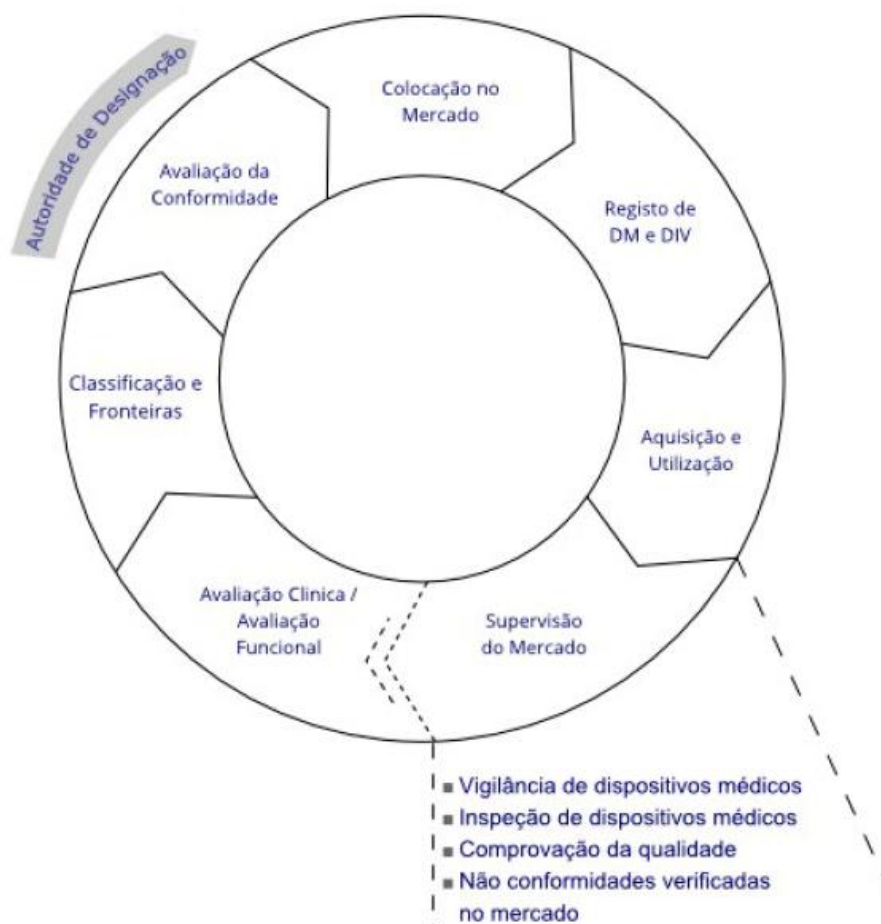 Autoridade de Designação
Colocação no
Mercado
Avaliação da
Conformidade
Registo de
DM e DIV
Classificação e
Fronteiras
Aquisição e
Utilização
Avaliação Clinica /
Avaliação
Funcional
Supervisão
do Mercado
▪ Vigilância de dispositivos médicos
▪ Inspeção de dispositivos médicos
▪ Comprovação da qualidade
▪ Não conformidades verificadas
no mercado